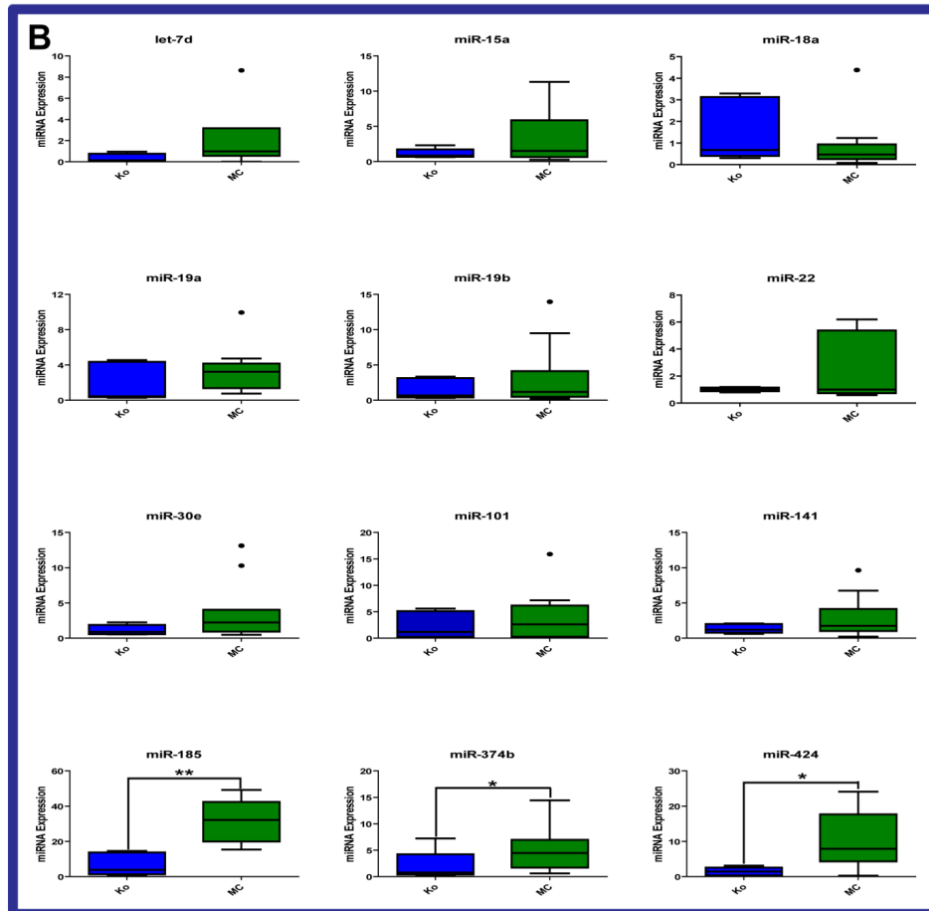 B
let-7d
miR-15a
miR-18a
miRNA Expression
10
8
6
4
2
0
Ko
MC
miRNA Expression
15
10
5
0
Ko
MC
miRNA Expression
5
4
3
2
1
0
Ko
MC
miR-19a
miR-19b
miR-22
miRNA Expression
12
8
4
0
Ko
MC
miRNA Expression
15
10
5
0
Ko
MC
miRNA Expression
8
6
4
2
0
Ko
MC
miR-30e
miR-101
miR-141
miRNA Expression
15
10
5
0
Ko
MC
miRNA Expression
20
15
10
5
0
Ko
MC
miRNA Expression
15
10
5
0
Ko
MC
miR-185
miR-374b
miR-424
miRNA Expression
60
40
20
0
**
Ko
MC
miRNA Expression
20
15
10
5
0
*
Ko
MC
miRNA Expression
30
20
10
0
*
Ko
MC